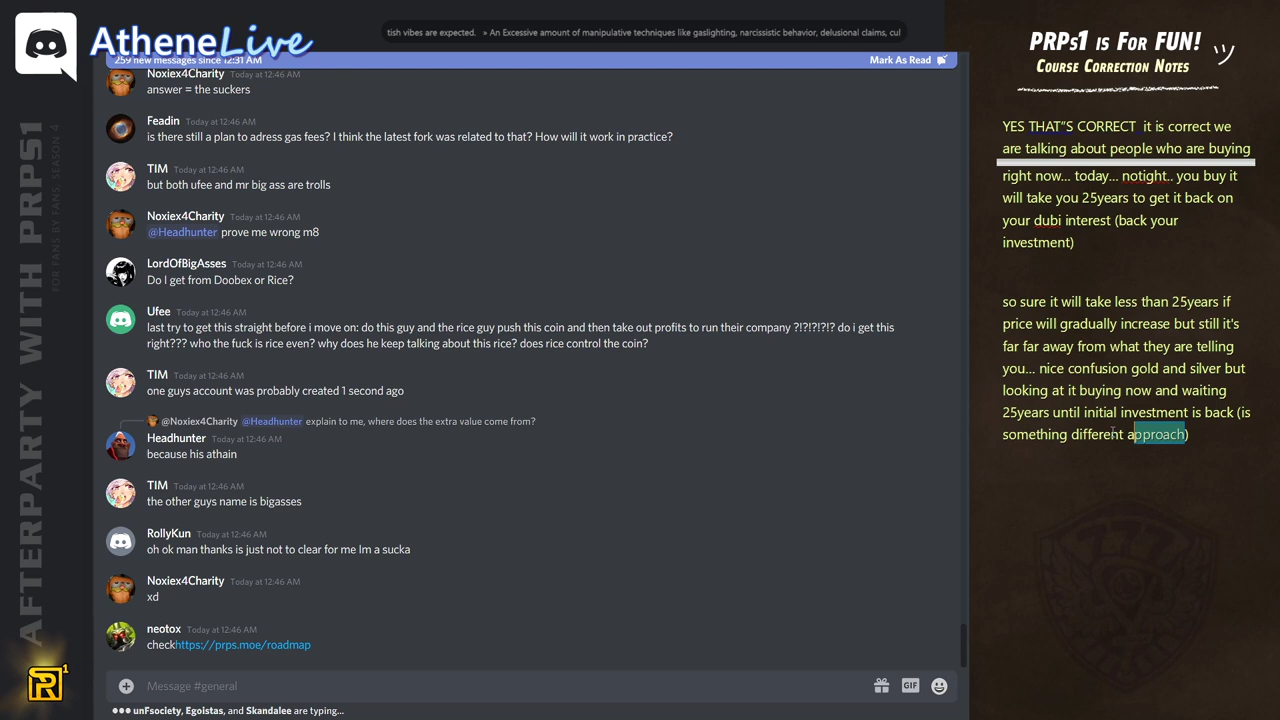 AtheneLive
tish vibes are expected.   » An Excessive amount of manipulative techniques like gaslighting, narcissistic behavior, delusional claims, cul
259 new messages since 12:31 AM
Mark As Read
Noxiex4Charity Today at 12:46 AM
answer = the suckers
Feadin Today at 12:46 AM
is there still a plan to adress gas fees? I think the latest fork was related to that? How will it work in practice?
TIM Today at 12:46 AM
but both ufee and mr big ass are trolls
Noxiex4Charity Today at 12:46 AM
@Headhunter prove me wrong m8
LordOfBigAsses Today at 12:46 AM
Do I get from Doobex or Rice?
Ufee Today at 12:46 AM
last try to get this straight before i move on: do this guy and the rice guy push this coin and then take out profits to run their company ?!?!?!?!? do i get this
right??? who the fuck is rice even? why does he keep talking about this rice? does rice control the coin?
TIM Today at 12:46 AM
one guys account was probably created 1 second ago
@Noxiex4Charity @Headhunter explain to me, where does the extra value come from?
Headhunter Today at 12:46 AM
because his athain
TIM Today at 12:46 AM
the other guys name is bigasses
RollyKun Today at 12:46 AM
oh ok man thanks is just not to clear for me Im a sucka
Noxiex4Charity Today at 12:46 AM
xd
neotox Today at 12:46 AM
checkhttps://prps.moe/roadmap
Message #general
GIF
unFsociety, Egoistas, and Skandalee are typing...
AFTERPARTY WITH PRPS1
FOR FANS BY FANS, SEASON 4
R1
PRPs1 is For FUN!
ツ
Course Correction Notes
YES THAT"S CORRECT  it is correct we
are talking about people who are buying
right now... today... notight.. you buy it
will take you 25years to get it back on
your dubi interest (back your
investment)
so sure it will take less than 25years if
price will gradually increase but still it's
far far away from what they are telling
you... nice confusion gold and silver but
looking at it buying now and waiting
25years until initial investment is back (is
something different approach)